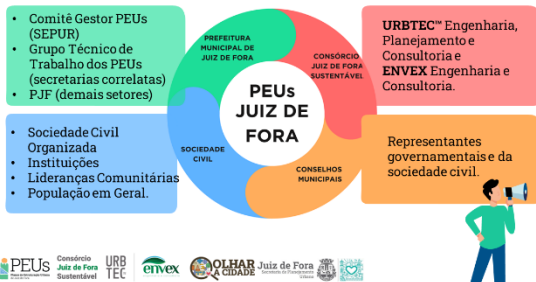 • Comitê Gestor PEUs
(SEPUR)
• Grupo Técnico de
Trabalho dos PEUs
(secretarias correlatas)
• PJF (demais setores)
PREFEITURA
MUNICIPAL DE
JUIZ DE FORA
CONSÓRCIO
JUIZ DE FORA
SUSTENTÁVEL
URBTEC™ Engenharia,
Planejamento e
Consultoria e
ENVEX Engenharia e
Consultoria.
PEUs
JUIZ DE
FORA
• Sociedade Civil
Organizada
• Instituições
• Lideranças Comunitárias
• População em Geral.
SOCIEDADE
CIVIL
CONSELHOS
MUNICIPAIS
Representantes
governamentais e da
sociedade civil.
PEUs
Consórcio
Juiz de Fora
Sustentável
URB
TEC
envex
OLHAR
A CIDADE
Juiz de Fora